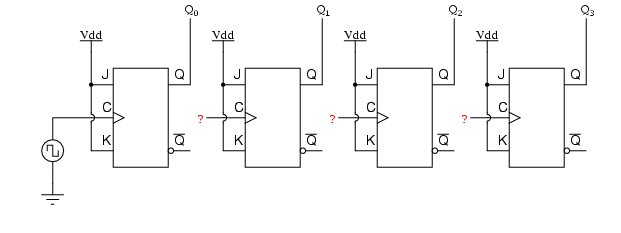 Q0 Q1 Q2 Q3
Vdd Vdd Vdd Vdd
J Q J Q J Q J Q
C ? C ? C ? C
K Q̅ K Q̅ K Q̅ K Q̅